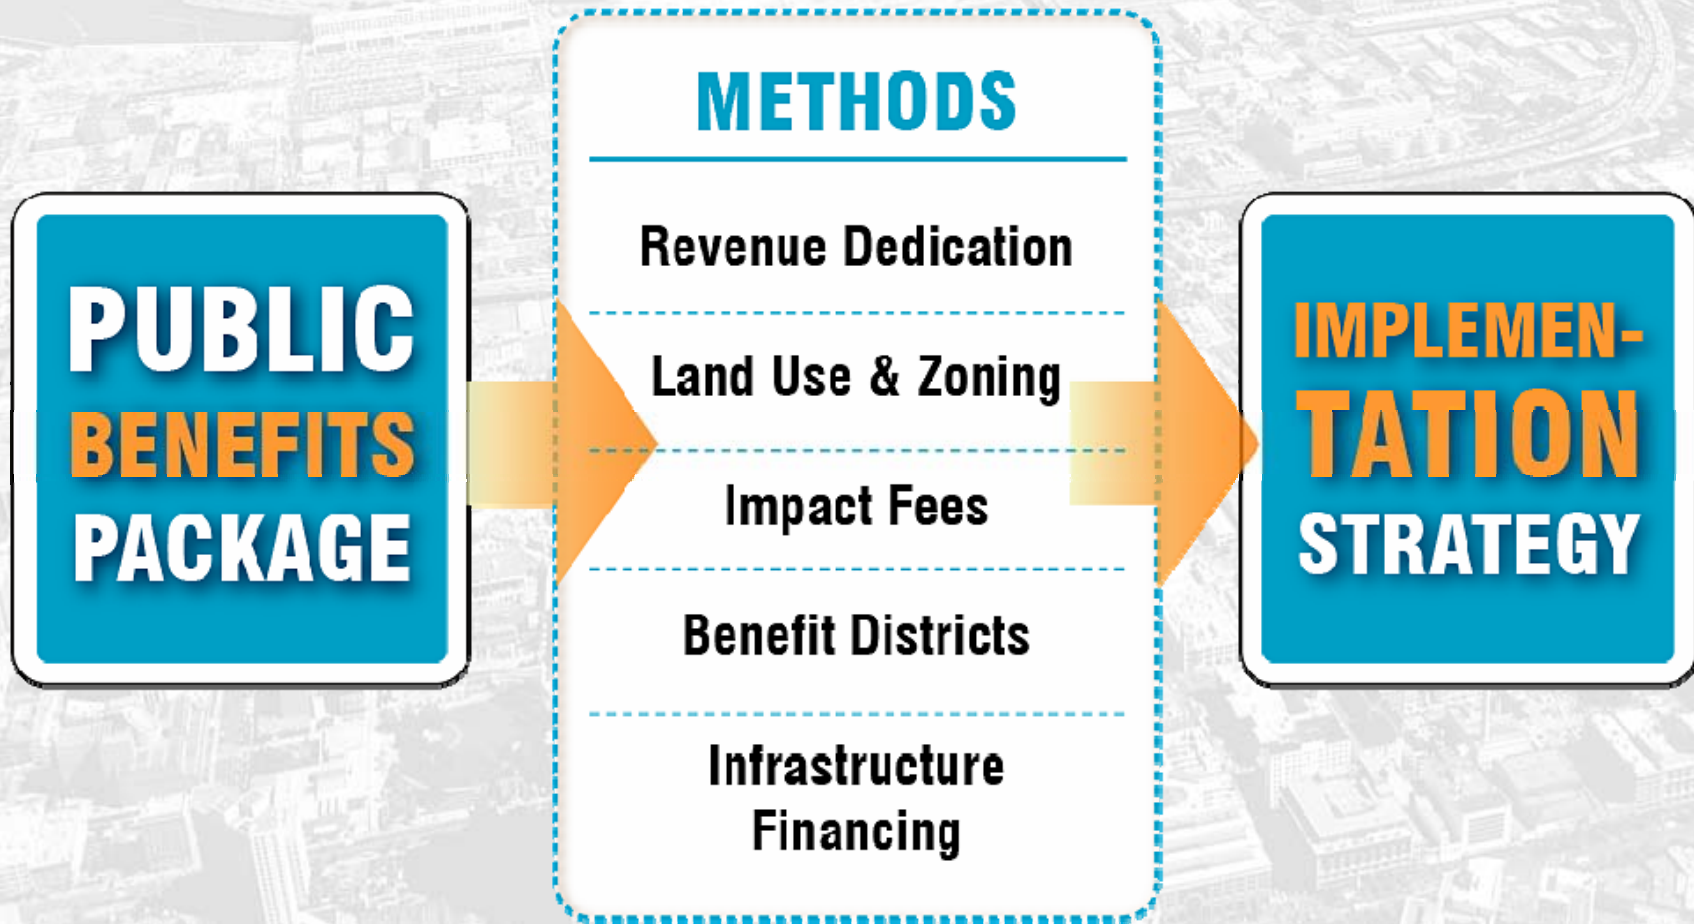 PUBLIC
BENEFITS
PACKAGE
METHODS
Revenue Dedication
Land Use & Zoning
Impact Fees
Benefit Districts
Infrastructure
Financing
IMPLEMEN-
TATION
STRATEGY